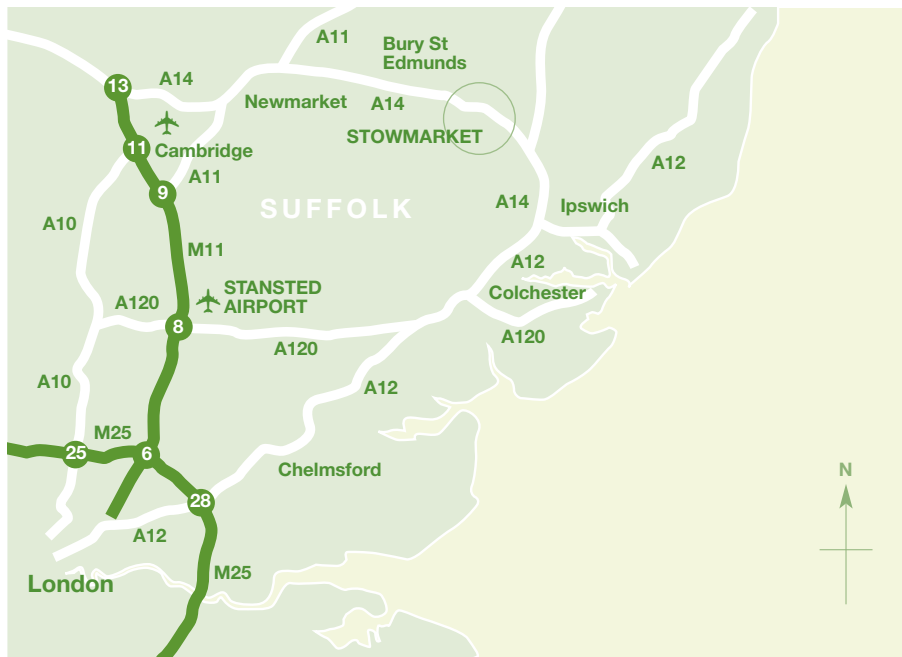 A11
Bury St
Edmunds
13
A14
Newmarket
A14
STOWMARKET
11
Cambridge
A11
9
A12
SUFFOLK
A14
Ipswich
A10
M11
A12
STANSTED
AIRPORT
Colchester
A120
8
A120
A120
A10
A12
M25
25
6
Chelmsford
N
28
A12
M25
London